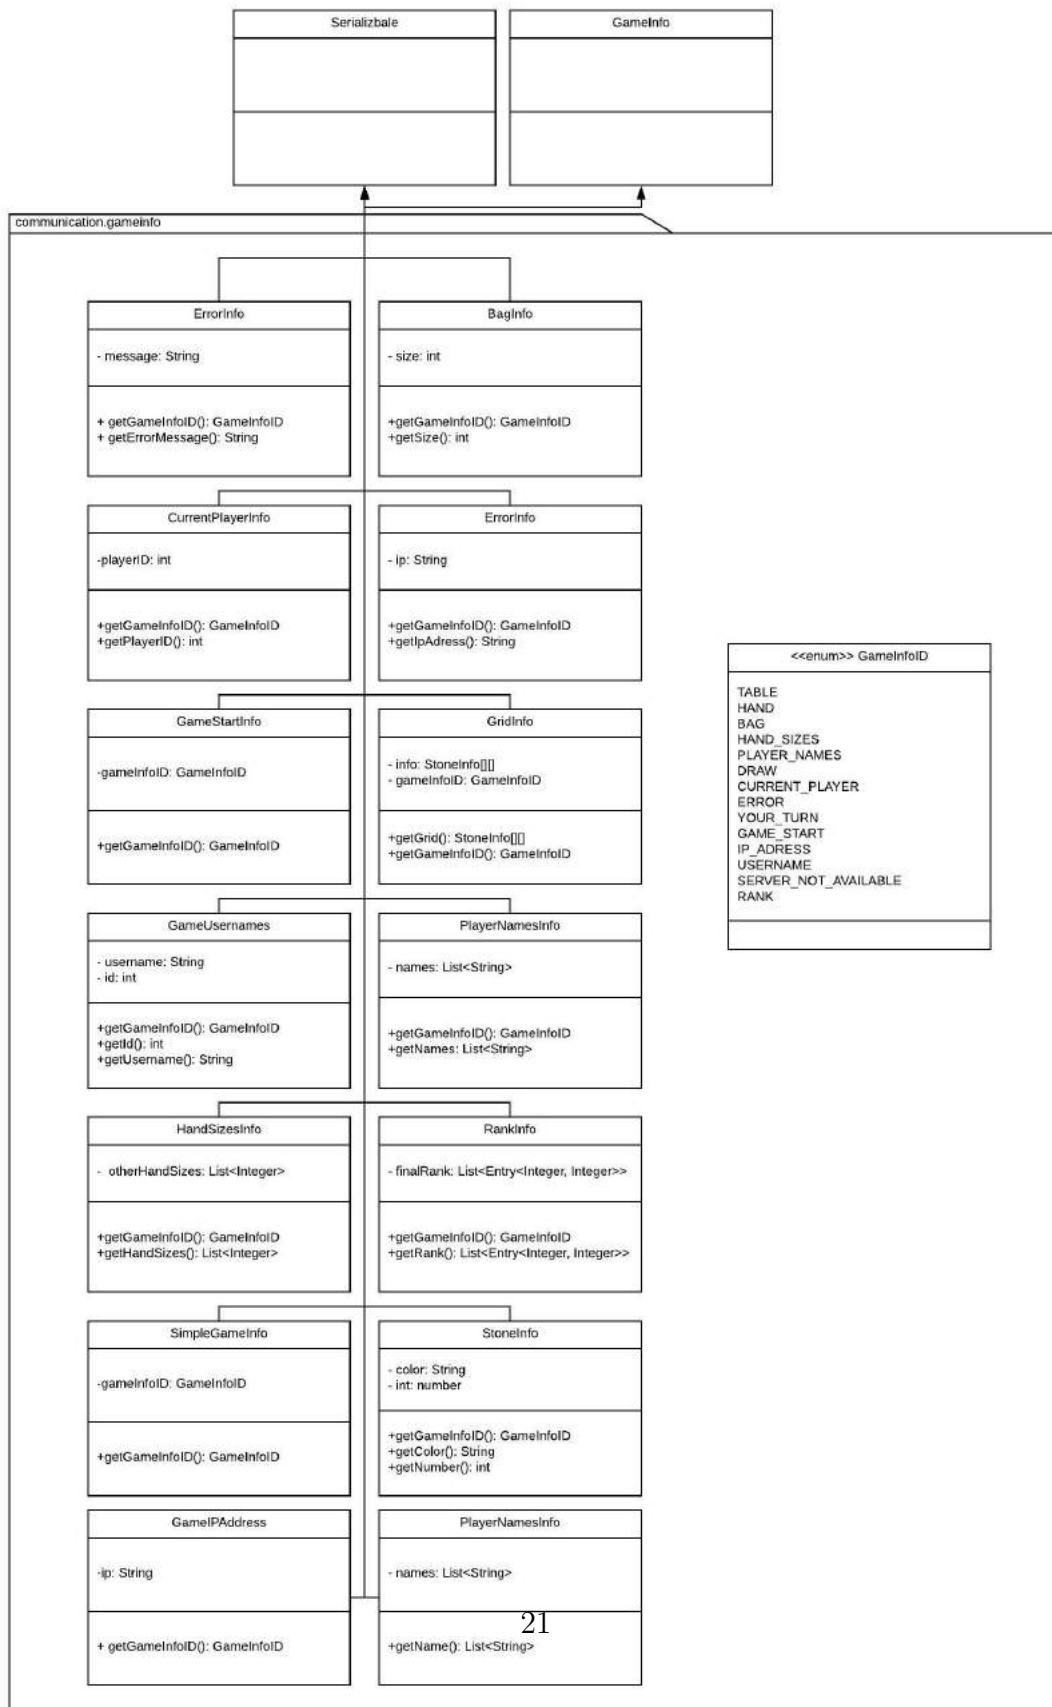 Serializbale
GameInfo
communication.gameinfo
ErrorInfo
- message: String
+ getGameInfoID(): GameInfoID
+ getErrorMessage(): String
BagInfo
- size: int
+getGameInfoID(): GameInfoID
+getSize(): int
CurrentPlayerInfo
-playerID: int
+getGameInfoID(): GameInfoID
+getPlayerID(): int
ErrorInfo
- ip: String
+getGameInfoID(): GameInfoID
+getIpAdress(): String
GameStartInfo
-gameInfoID: GameInfoID
+getGameInfoID(): GameInfoID
GridInfo
- info: StoneInfo[][]
- gameInfoID: GameInfoID
+getGrid(): StoneInfo[][]
+getGameInfoID(): GameInfoID
<<enum>> GameInfoID
TABLE
HAND
BAG
HAND_SIZES
PLAYER_NAMES
DRAW
CURRENT_PLAYER
ERROR
YOUR_TURN
GAME_START
IP_ADRESS
USERNAME
SERVER_NOT_AVAILABLE
RANK
GameUsernames
- username: String
- id: int
+getGameInfoID(): GameInfoID
+getId(): int
+getUsername(): String
PlayerNamesInfo
- names: List<String>
+getGameInfoID(): GameInfoID
+getNames: List<String>
HandSizesInfo
- otherHandSizes: List<Integer>
+getGameInfoID(): GameInfoID
+getHandSizes(): List<Integer>
RankInfo
- finalRank: List<Entry<Integer, Integer>>
+getGameInfoID(): GameInfoID
+getRank(): List<Entry<Integer, Integer>>
SimpleGameInfo
-gameInfoID: GameInfoID
+getGameInfoID(): GameInfoID
StoneInfo
- color: String
- int: number
+getGameInfoID(): GameInfoID
+getColor(): String
+getNumber(): int
GameIPAddress
-ip: String
+ getGameInfoID(): GameInfoID
PlayerNamesInfo
- names: List<String>
+getName(): List<String>
21